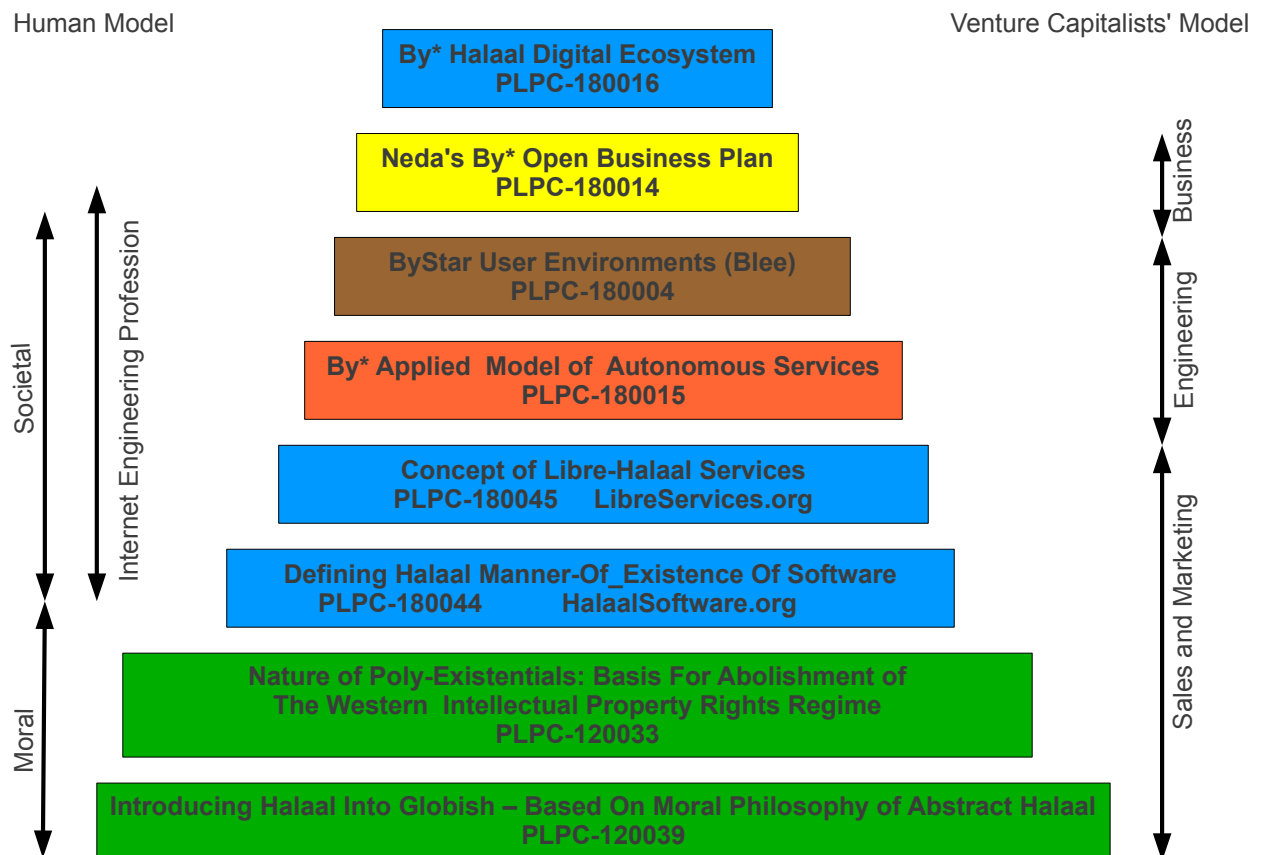 Human Model
Venture Capitalists' Model
By* Halaal Digital Ecosystem
PLPC-180016
Neda's By* Open Business Plan
PLPC-180014
ByStar User Environments (Blee)
PLPC-180004
By* Applied Model of Autonomous Services
PLPC-180015
Concept of Libre-Halaal Services
PLPC-180045 LibreServices.org
Defining Halaal Manner-Of_Existence Of Software
PLPC-180044 HalaalSoftware.org
Nature of Poly-Existentials: Basis For Abolishment of
The Western Intellectual Property Rights Regime
PLPC-120033
Introducing Halaal Into Globish – Based On Moral Philosophy of Abstract Halaal
PLPC-120039
Societal
Moral
Internet Engineering Profession
Business
Engineering
Sales and Marketing